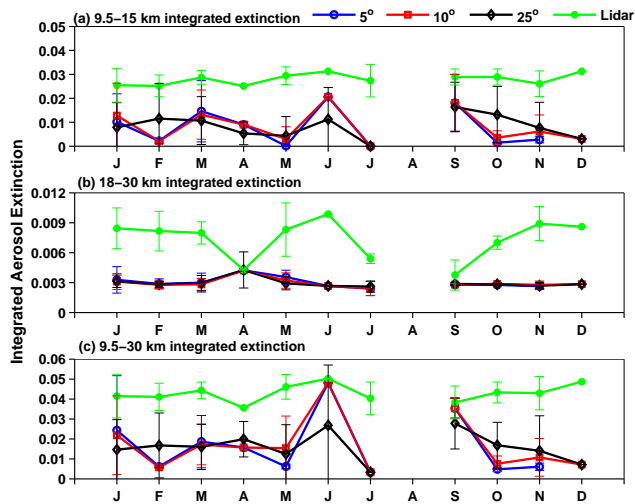 (a) 9.5–15 km integrated extinction
5° 10° 25° Lidar
0.05
0.04
0.03
0.02
0.01
0
J F M A M J J A S O N D
(b) 18–30 km integrated extinction
0.012
0.009
0.006
0.003
0
J F M A M J J A S O N D
(c) 9.5–30 km integrated extinction
0.06
0.05
0.04
0.03
0.02
0.01
0
J F M A M J J A S O N D
Integrated Aerosol Extinction